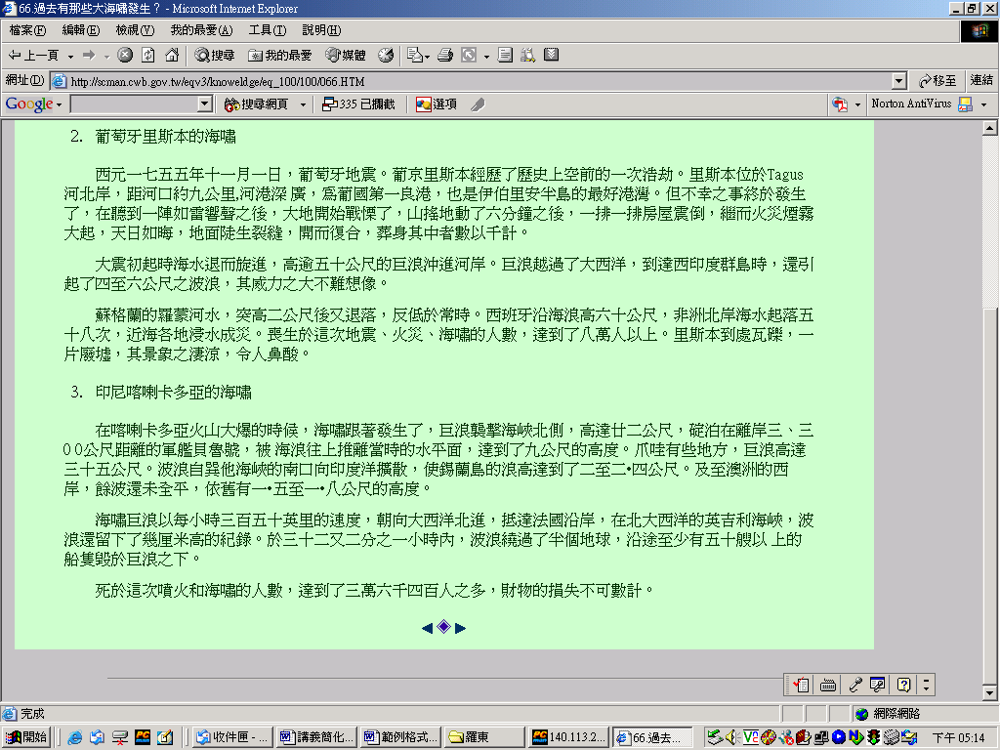 66.過去有那些大海嘯發生？ - Microsoft Internet Explorer
檔案(F) 編輯(E) 檢視(V) 我的最愛(A) 工具(T) 說明(H)
上一頁 搜尋 我的最愛 媒體
網址(D) http://scman.cwb.gov.tw/eqv3/knoweldge/eq_100/100/066.HTM 移至 連結
Google 搜尋網頁 335 已攔截 選項 Norton AntiVirus
2. 葡萄牙里斯本的海嘯
西元一七五五年十一月一日，葡萄牙地震。葡京里斯本經歷了歷史上空前的一次浩劫。里斯本位於Tagus
河北岸，距河口約九公里,河港深 廣，為葡國第一良港，也是伊伯里安半島的最好港灣。但不幸之事終於發生
了，在聽到一陣如雷響聲之後，大地開始戰慄了，山搖地動了六分鐘之後，一排一排房屋震倒，繼而火災煙霧
大起，天日如晦，地面陡生裂縫，開而復合，葬身其中者數以千計。
大震初起時海水退而旋進，高逾五十公尺的巨浪沖進河岸。巨浪越過了大西洋，到達西印度群島時，還引
起了四至六公尺之波浪，其威力之大不難想像。
蘇格蘭的羅蒙河水，突高二公尺後又退落，反低於常時。西班牙沿海浪高六十公尺，非洲北岸海水起落五
十八次，近海各地浸水成災。喪生於這次地震、火災、海嘯的人數，達到了八萬人以上。里斯本到處瓦礫，一
片廢墟，其景象之淒涼，令人鼻酸。
3. 印尼喀喇卡多亞的海嘯
在喀喇卡多亞火山大爆的時候，海嘯跟著發生了，巨浪襲擊海峽北側，高達廿二公尺，碇泊在離岸三、三
00公尺距離的軍艦貝魯號，被 海浪往上推離當時的水平面，達到了九公尺的高度。爪哇有些地方，巨浪高達
三十五公尺。波浪自巽他海峽的南口向印度洋擴散，使錫蘭島的浪高達到了二至二•四公尺。及至澳洲的西
岸，餘波還未全平，依舊有一•五至一•八公尺的高度。
海嘯巨浪以每小時三百五十英里的速度，朝向大西洋北進，抵達法國沿岸，在北大西洋的英吉利海峽，波
浪還留下了幾厘米高的紀錄。於三十二又二分之一小時內，波浪繞過了半個地球，沿途至少有五十艘以 上的
船隻毀於巨浪之下。
死於這次噴火和海嘯的人數，達到了三萬六千四百人之多，財物的損失不可數計。
完成 網際網路
開始 收件匣 - ... 講義簡化... 範例格式... 羅東 140.113.2... 66.過去... 下午 05:14